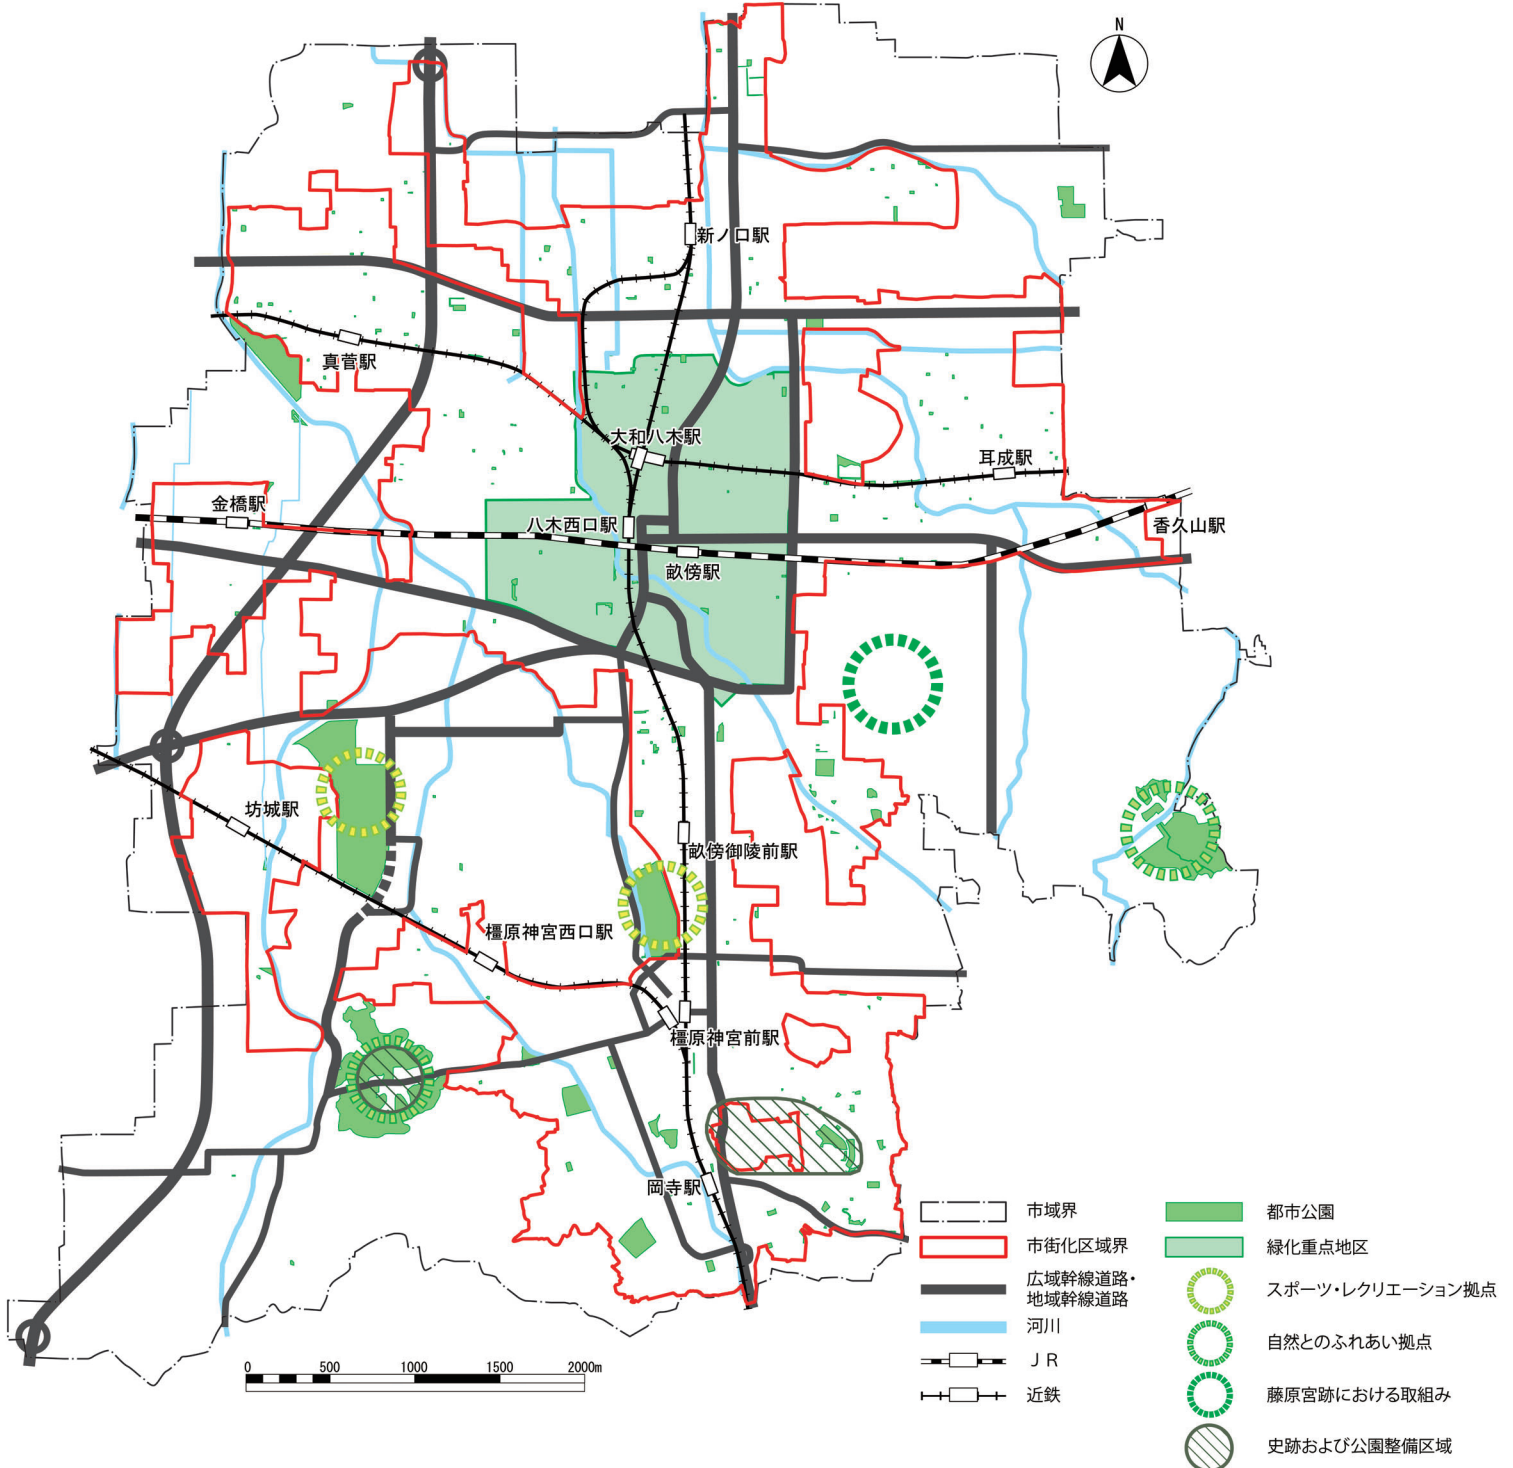 N
新ノ口駅
真菅駅
大和八木駅
耳成駅
金橋駅
八木西口駅
香久山駅
畝傍駅
坊城駅
畝傍御陵前駅
橿原神宮西口駅
橿原神宮前駅
岡寺駅
市域界
市街化区域界
広域幹線道路・
地域幹線道路
河川
ＪＲ
近鉄
都市公園
緑化重点地区
スポーツ・レクリエーション拠点
自然とのふれあい拠点
藤原宮跡における取組み
史跡および公園整備区域
0 500 1000 1500 2000m